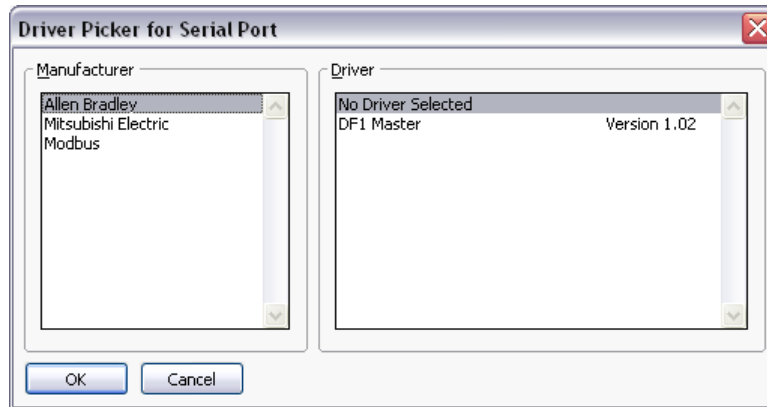 Driver Picker for Serial Port
Manufacturer
Allen Bradley
Mitsubishi Electric
Modbus
Driver
No Driver Selected
DF1 Master Version 1.02
OK Cancel